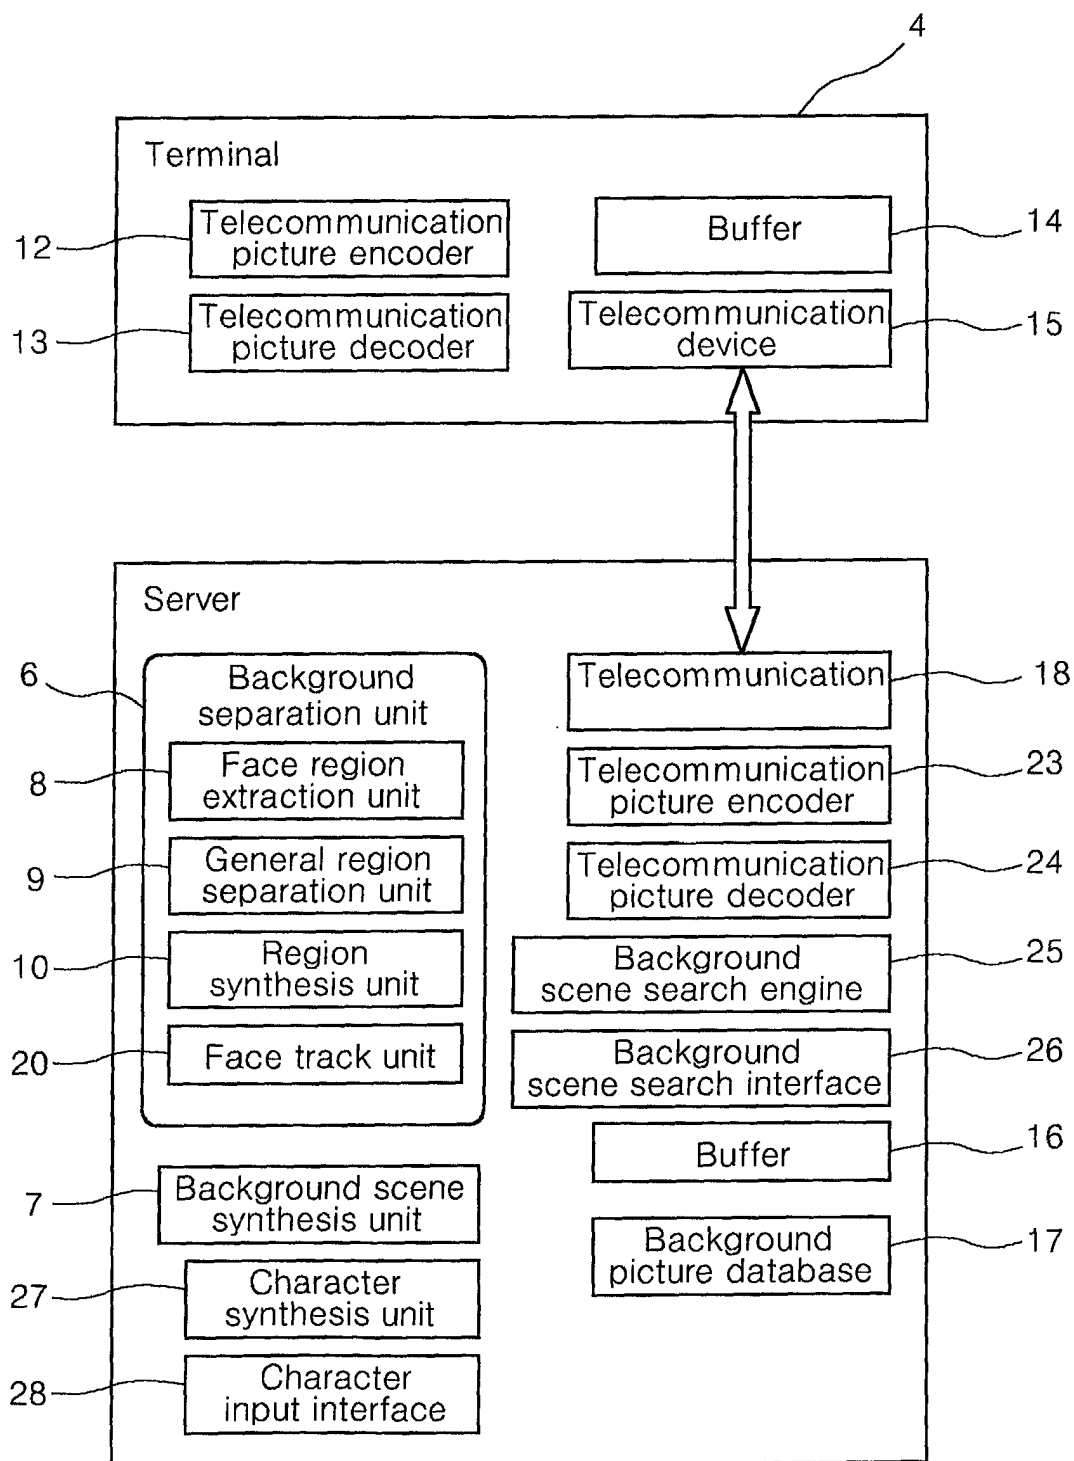 4
Terminal
12
Telecommunication
picture encoder
Buffer
14
13
Telecommunication
picture decoder
Telecommunication
device
15
Server
6
Background
separation unit
8
Face region
extraction unit
9
General region
separation unit
10
Region
synthesis unit
20
Face track unit
7
Background scene
synthesis unit
27
Character
synthesis unit
28
Character
input interface
Telecommunication
18
Telecommunication
picture encoder
23
Telecommunication
picture decoder
24
Background
scene search engine
25
Background
scene search interface
26
Buffer
16
Background
picture database
17